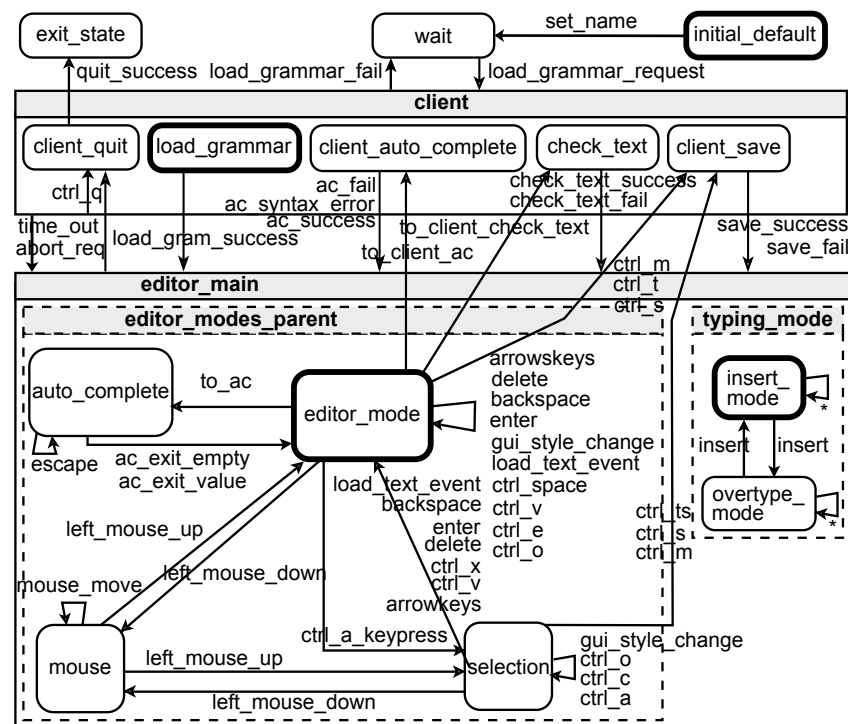 exit_state
wait
set_name
initial_default
quit_success
load_grammar_fail
load_grammar_request
client
client_quit
load_grammar
client_auto_complete
check_text
client_save
ctrl_q
ac_fail
ac_syntax_error
ac_success
check_text_success
check_text_fail
time_out
abort_req
load_gram_success
to_client_check_text
to_client_ac
save_success
save_fail
ctrl_m
ctrl_t
ctrl_s
editor_main
editor_modes_parent
typing_mode
auto_complete
to_ac
editor_mode
arrowskeys
delete
backspace
enter
gui_style_change
load_text_event
ctrl_space
ctrl_v
ctrl_e
ctrl_o
insert_
mode
*
insert
insert
overtype_
mode
*
escape
ac_exit_empty
ac_exit_value
load_text_event
backspace
enter
delete
ctrl_x
ctrl_v
arrowkeys
ctrl_ts
ctrl_s
ctrl_m
left_mouse_up
left_mouse_down
mouse_move
ctrl_a_keypress
mouse
left_mouse_up
left_mouse_down
selection
gui_style_change
ctrl_o
ctrl_c
ctrl_a